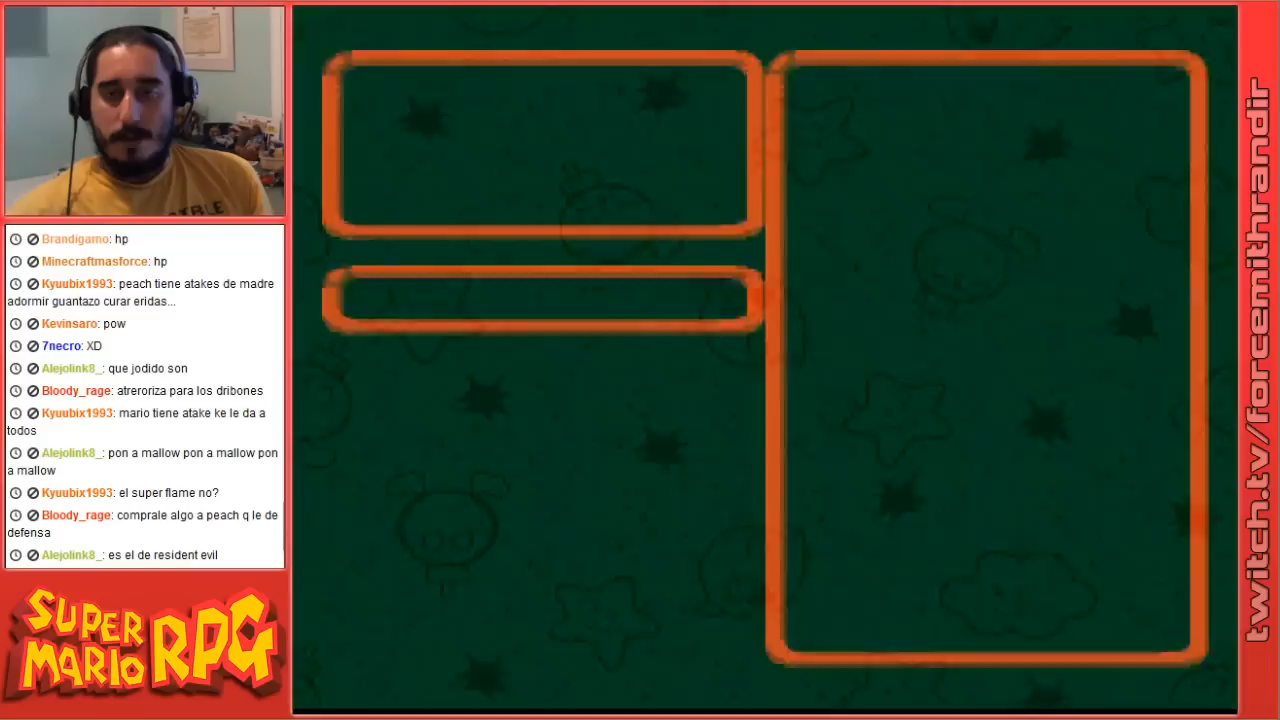 Brandigamo: hp
Minecraftmasforce: hp
Kyuubix1993: peach tiene atakes de madre
adormir guantazo curar eridas...
Kevinsaro: pow
7necro: XD
Alejolink8_: que jodido son
Bloody_rage: atreroriza para los dribones
Kyuubix1993: mario tiene atake ke le da a
todos
Alejolink8_: pon a mallow pon a mallow pon
a mallow
Kyuubix1993: el super flame no?
Bloody_rage: comprale algo a peach q le de
defensa
Alejolink8_: es el de resident evil
SUPER
MARIO RPG
twitch.tv/forcemithrandir